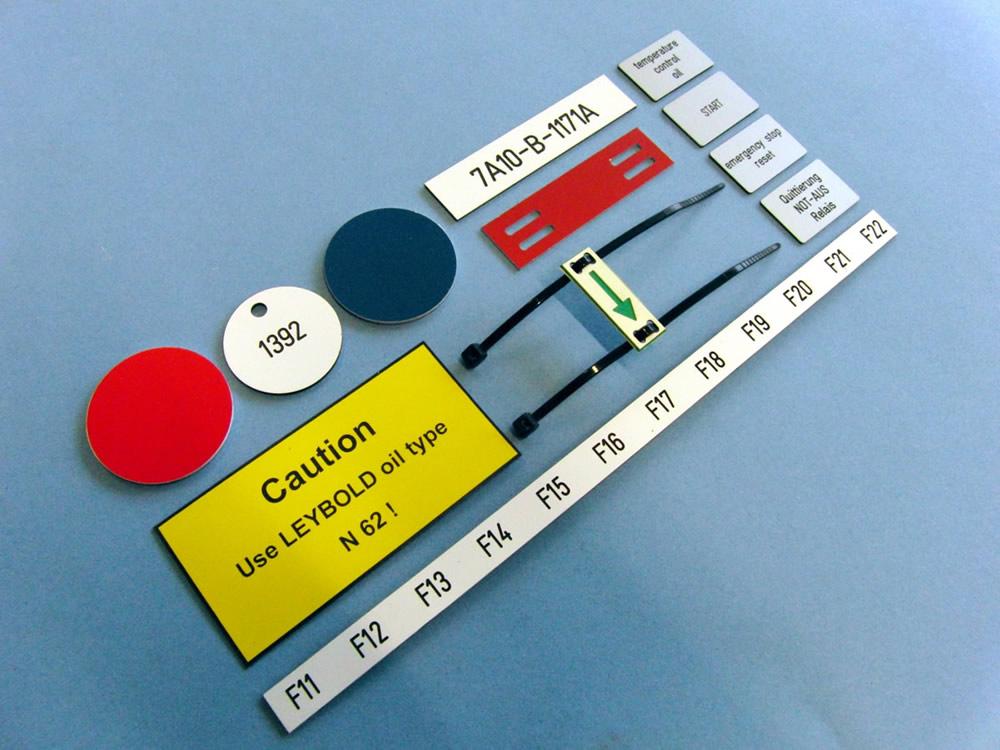 temperature
control
oil
START
emergency stop
reset
Quittierung
NOT-AUS
Relais
7A10-B-1171A
1392
Caution
Use LEYBOLD oil type
N 62 !
F11 F12 F13 F14 F15 F16 F17 F18 F19 F20 F21 F22